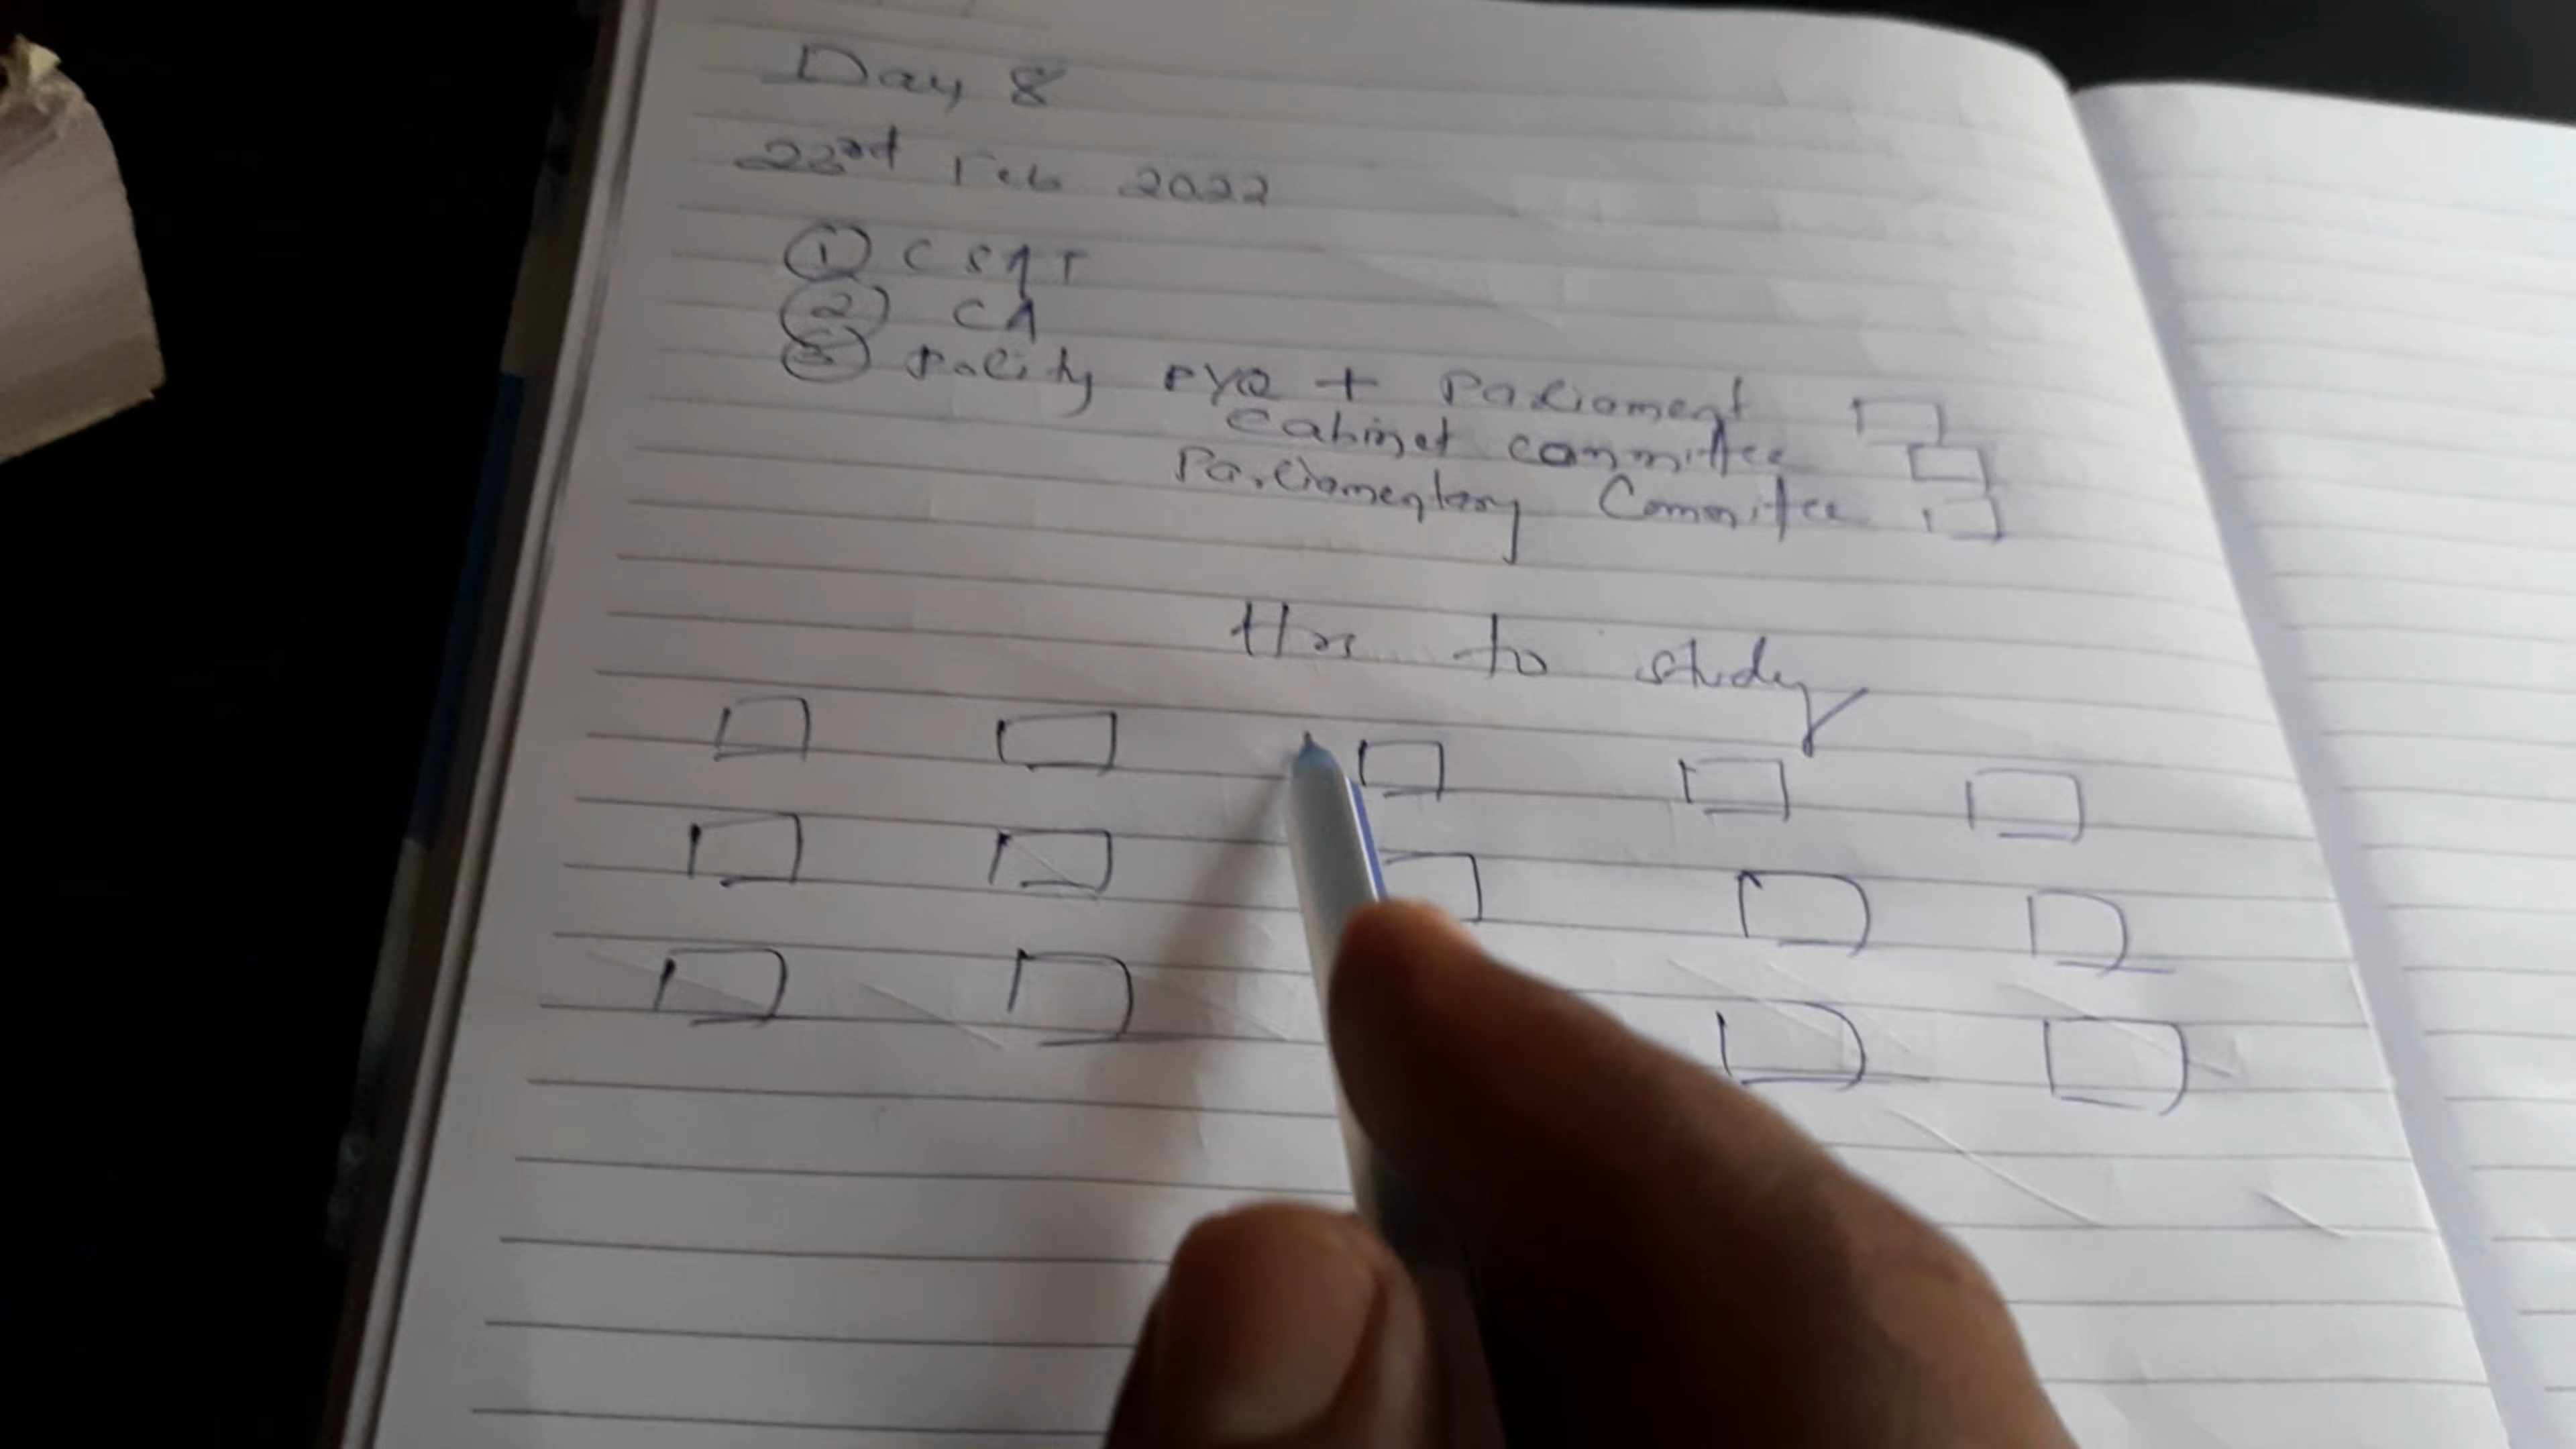 Day 8
23rd Feb 2022
① CSAT
② CA
③ Polity PYQ + Parliament
Cabinet committee
Parliamentary Committee
Hrs to study